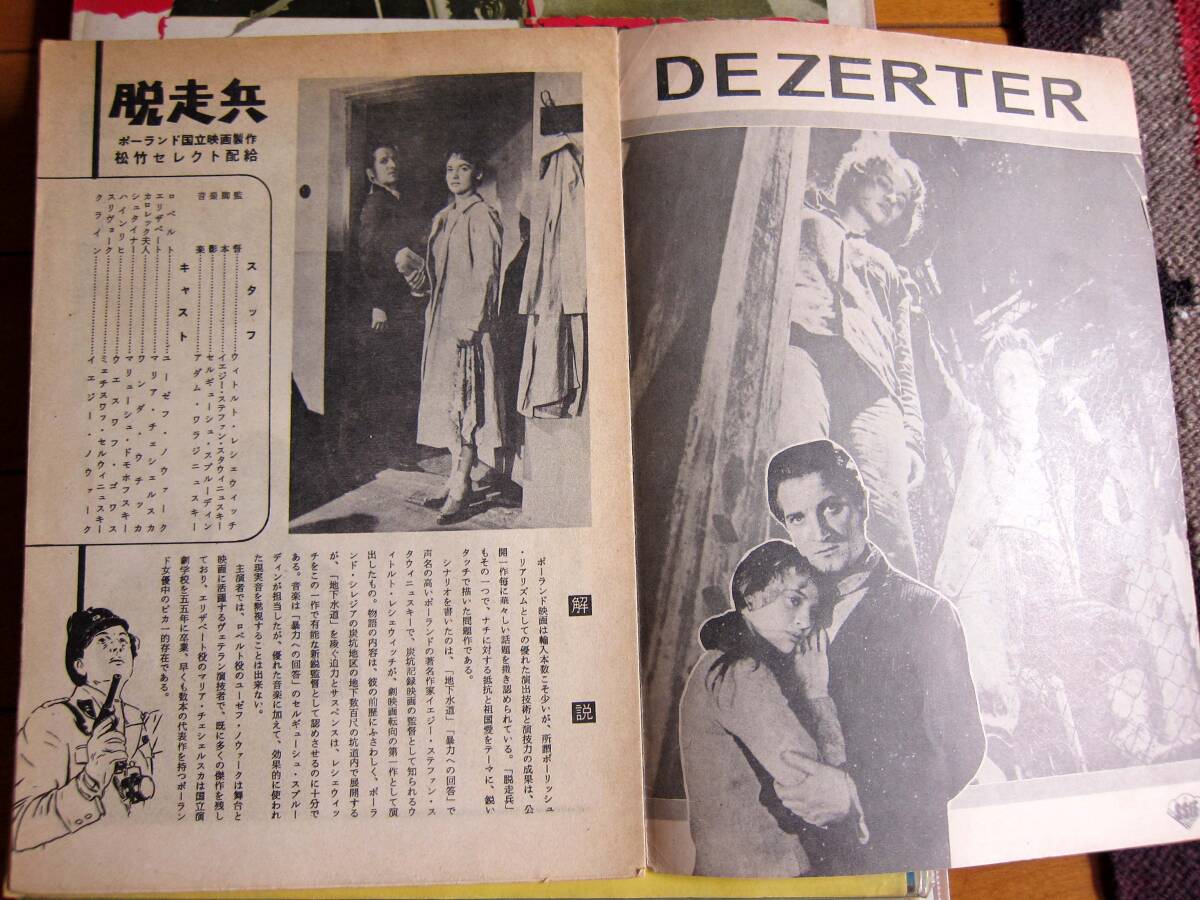 脱走兵
ポーランド国立映画製作
松竹セレクト配給
スタッフ
監督…………ウィトルト・レシェウィッチ
脚本…………イエジー・ステファン・スタウィニュスキー
撮影…………セルギューシュ・スプルーディン
音楽…………アダム・ワラジニュスキー
キャスト
ロベルト…………ユーゼフ・ノヴァーク
エリザベート…………マリア・チェシェルスカ
カロレック夫人…………ワンダ・ウチッカ
シュタイナー…………マリューシュ・ドモホフスキー
ハインリヒ…………ウエスワフ・ゴワス
スリヴョーク…………ミェチスワフ・セルウィニュスキー
クライン…………イエジー・ノヴァーク
解説
ポーランド映画は輸入本数こそ少いが、所謂ポーリッシュ
・リアリズムとしての優れた演出技術と演技力の成果は、公
開一作毎に華々しい話題を撒き認められている。「脱走兵」
もその一つで、ナチに対する抵抗と祖国愛をテーマに、鋭い
タッチで描いた問題作である。
シナリオを書いたのは、「地下水道」「暴力への回答」で
声名の高いポーランドの著名作家イエジー・ステファン・ス
タウィニュスキーで、炭坑記録映画の監督として知られるウ
ィトルト・レシェウィッチが、劇映画転向の第一作として演
出したもの。物語の内容は、彼の前歴にふさわしく、ポーラ
ンド・シレジアの炭坑地区の地下数百尺の坑道内で展開する
が、「地下水道」を凌ぐ迫力とサスペンスは、レシェウィッ
チをこの一作で有能な新鋭監督として認めさせるのに十分で
ある。音楽は「暴力への回答」のセルギューシュ・スプルー
ディンが担当したが、優れた音楽に加えて、効果的に使われ
た現実音を黙視することは出来ない。
主演者では、ロベルト役のユーゼフ・ノヴァークは舞台と
映画に活躍するヴェテラン演技者で、既に多くの傑作を残し
ており、エリザベート役のマリア・チェシェルスカは国立演
劇学校を五五年に卒業、早くも数本の代表作を持つポーラン
ド女優中のピカ一的存在である。
DEZERTER